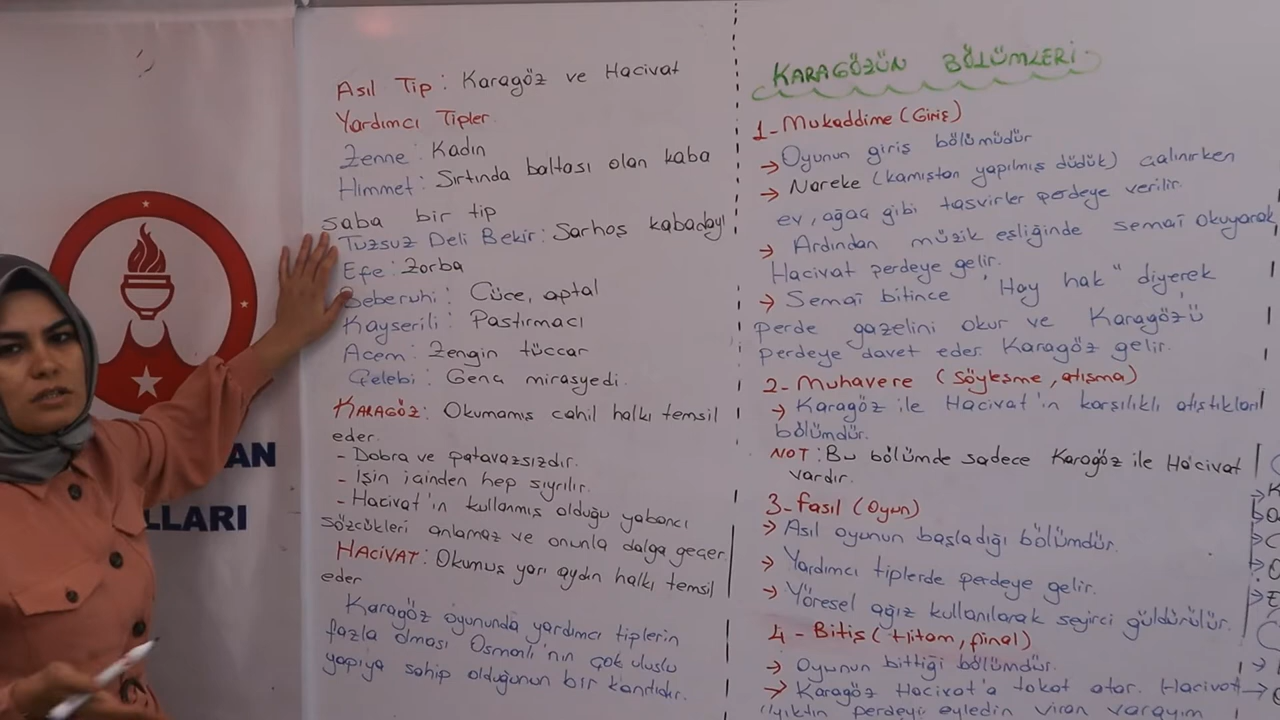 Asıl Tip: Karagöz ve Hacivat
Yardımcı Tipler
Zenne: Kadın
Himmet: Sırtında baltası olan kaba
saba bir tip
Tuzsuz Deli Bekir: Sarhoş kabadayı
Efe: Zorba
Beberuhi: Cüce, aptal
Kayserili: Pastırmacı
Acem: Zengin tüccar
Çelebi: Genç mirasyedi.
KARAGÖZ: Okumamış cahil halkı temsil
eder.
- Dobra ve patavazsızdır.
- İşin içinden hep sıyrılır.
- Hacivat'ın kullanmış olduğu yabancı
sözcükleri anlamaz ve onunla dalga geçer.
HACİVAT: Okumuş yarı aydın halkı temsil
eder
Karagöz oyununda yardımcı tiplerin
fazla olması Osmanlı'nın çok uluslu
yapıya sahip olduğunun bir kanıtıdır.
KARAGÖZÜN BÖLÜMLERİ
1- Mukaddime (Giriş)
→ Oyunun giriş bölümüdür
→ Nareke (kamıştan yapılmış düdük) çalınırken
ev, ağaç gibi tasvirler perdeye verilir.
→ Ardından müzik eşliğinde semaî okuyarak
Hacivat perdeye gelir.
→ Semaî bitince "Hay hak" diyerek
perde gazelini okur ve Karagöz'ü
perdeye davet eder. Karagöz gelir.
2- Muhavere (Söyleşme, atışma)
→ Karagöz ile Hacivat'ın karşılıklı atıştıkları
bölümdür.
NOT: Bu bölümde sadece Karagöz ile Hacivat
vardır.
3- Fasıl (Oyun)
→ Asıl oyunun başladığı bölümdür.
→ Yardımcı tiplerde perdeye gelir.
→ Yöresel ağız kullanılarak seyirci güldürülür.
4- Bitiş (Hitam, final)
→ Oyunun bittiği bölümdür.
→ Karagöz Hacivat'a tokat atar. Hacivat
"Yıktın perdeyi eyledin viran varayım
AN
LLARI